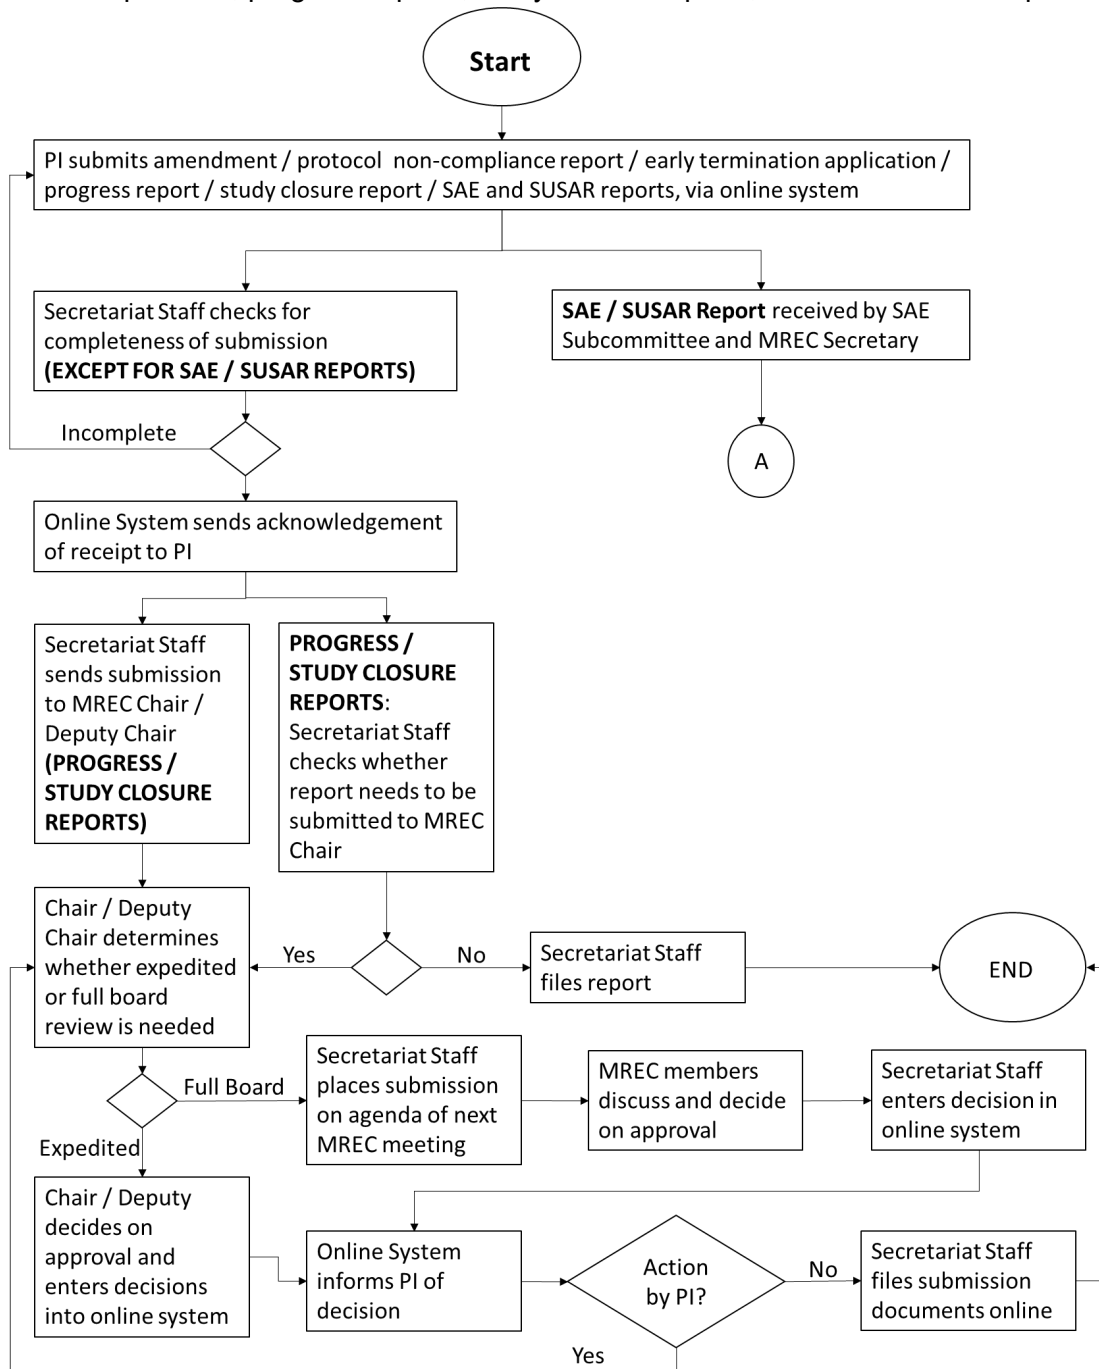 Start
PI submits amendment / protocol non-compliance report / early termination application /
progress report / study closure report / SAE and SUSAR reports, via online system
Secretariat Staff checks for
completeness of submission
(EXCEPT FOR SAE / SUSAR REPORTS)
SAE / SUSAR Report received by SAE
Subcommittee and MREC Secretary
Incomplete
A
Online System sends acknowledgement
of receipt to PI
Secretariat Staff
sends submission
to MREC Chair /
Deputy Chair
(PROGRESS /
STUDY CLOSURE
REPORTS)
PROGRESS /
STUDY CLOSURE
REPORTS:
Secretariat Staff
checks whether
report needs to be
submitted to MREC
Chair
Chair / Deputy
Chair determines
whether expedited
or full board
review is needed
Yes
No
Secretariat Staff
files report
END
Full Board
Secretariat Staff
places submission
on agenda of next
MREC meeting
MREC members
discuss and decide
on approval
Secretariat Staff
enters decision in
online system
Expedited
Chair / Deputy
decides on
approval and
enters decisions
into online system
Online System
informs PI of
decision
Action
by PI?
No
Secretariat Staff
files submission
documents online
Yes